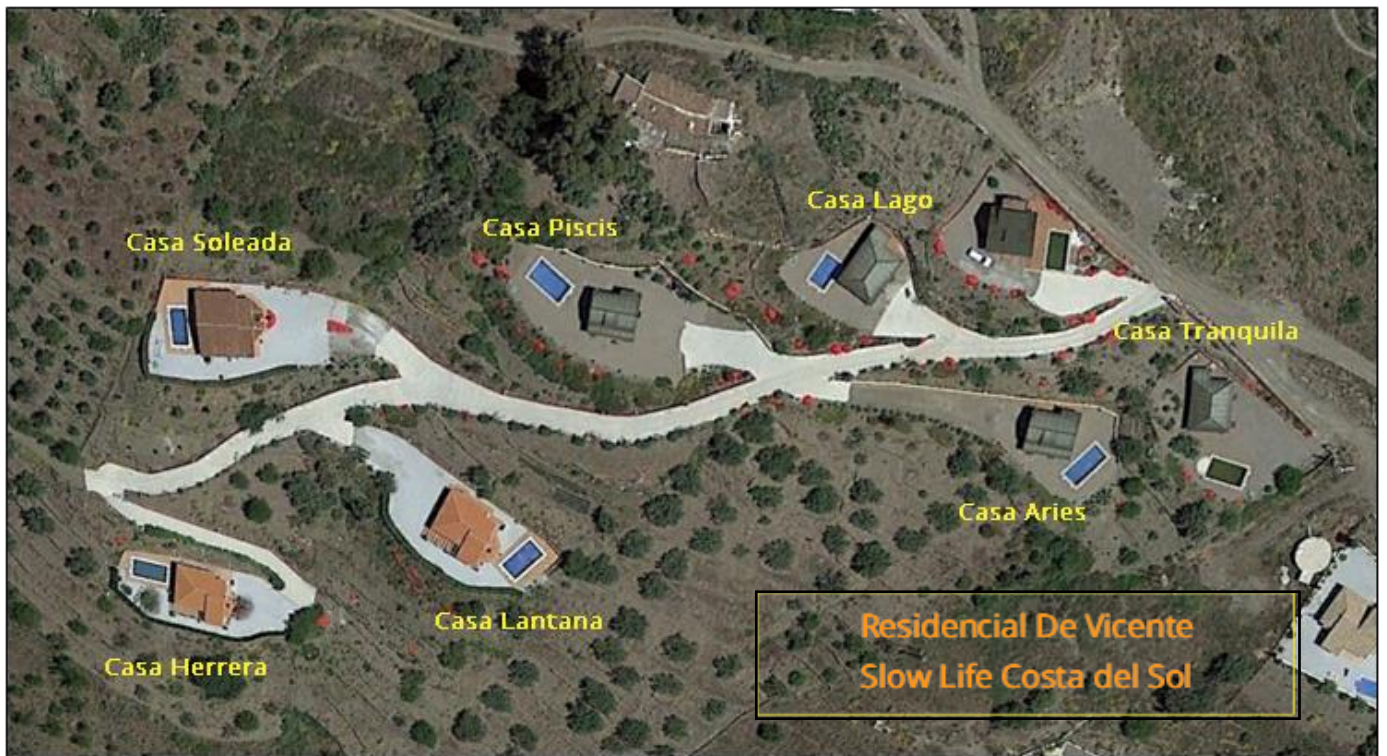 Casa Lago
Casa Piscis
Casa Soleada
Casa Tranquila
Casa Aries
Casa Lantana
Casa Herrera
Residencial De Vicente
Slow Life Costa del Sol